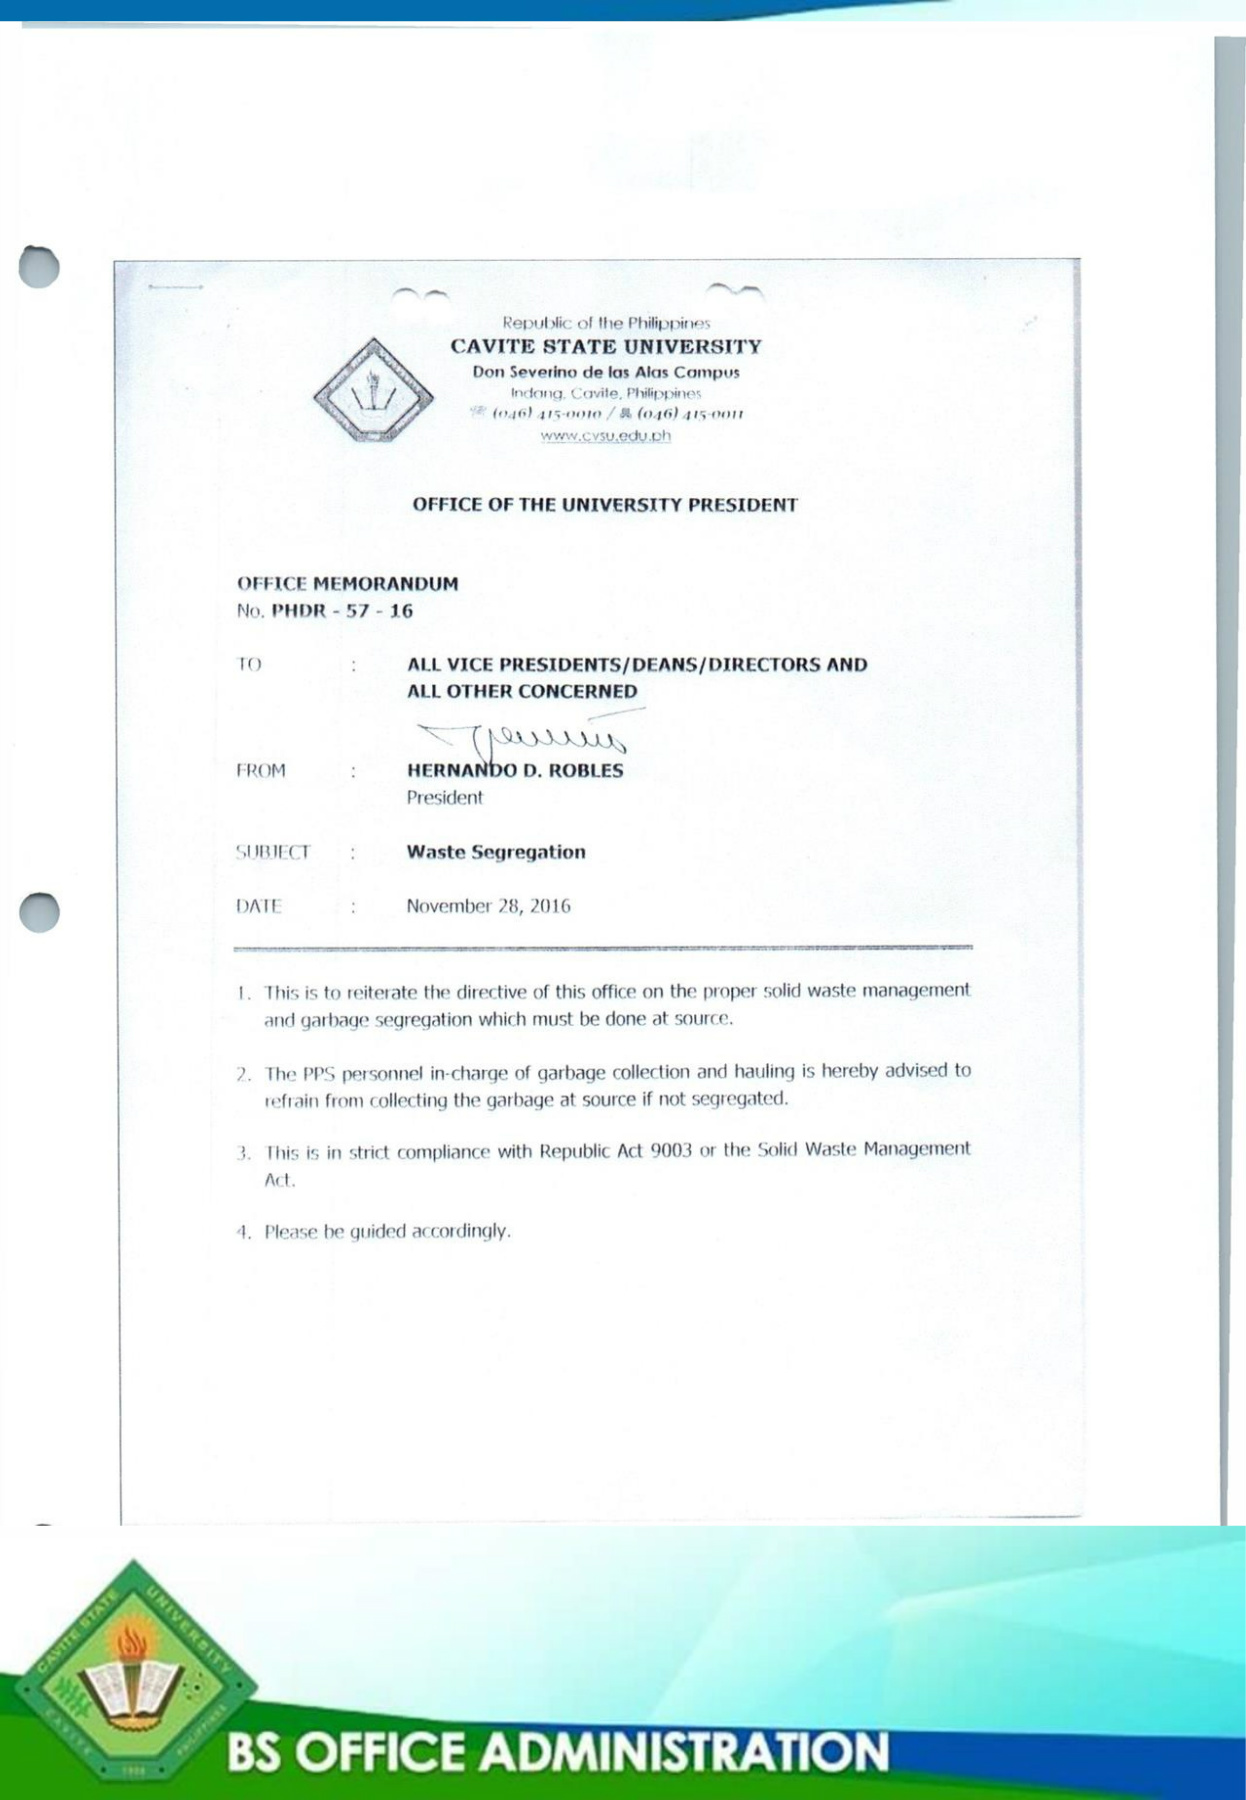 Republic of the Philippines
CAVITE STATE UNIVERSITY
Don Severino de las Alas Campus
Indang, Cavite, Philippines
☏ (046) 415-0010 / (046) 415-0011
www.cvsu.edu.ph
OFFICE OF THE UNIVERSITY PRESIDENT
OFFICE MEMORANDUM
No. PHDR - 57 - 16
TO : ALL VICE PRESIDENTS/DEANS/DIRECTORS AND
ALL OTHER CONCERNED
FROM : HERNANDO D. ROBLES
President
SUBJECT : Waste Segregation
DATE : November 28, 2016
1. This is to reiterate the directive of this office on the proper solid waste management
and garbage segregation which must be done at source.
2. The PPS personnel in-charge of garbage collection and hauling is hereby advised to
refrain from collecting the garbage at source if not segregated.
3. This is in strict compliance with Republic Act 9003 or the Solid Waste Management
Act.
4. Please be guided accordingly.
CAVITE STATE UNIVERSITY
CAVITE PHILIPPINES
1906
BS OFFICE ADMINISTRATION